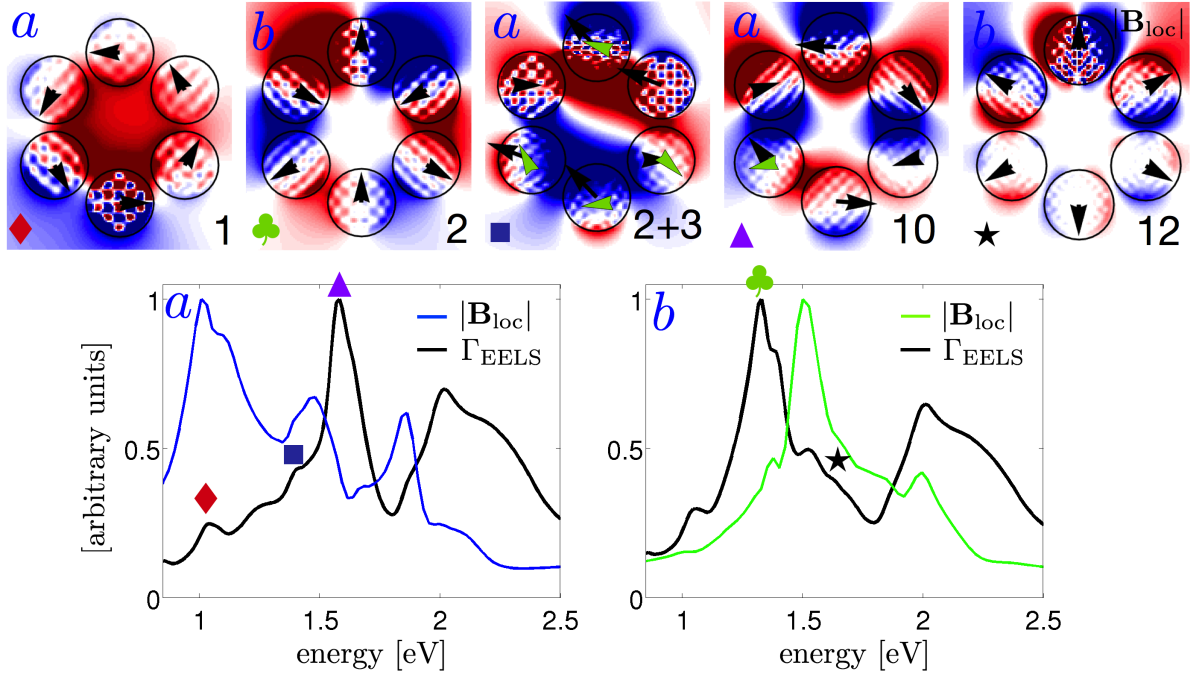 a
b
a
a
b |B_loc|
1
2
2+3
10
12
a
|B_loc|
Γ_EELS
1
0.5
0
1
1.5
2
2.5
energy [eV]
[arbitrary units]
b
|B_loc|
Γ_EELS
1
0.5
0
1
1.5
2
2.5
energy [eV]